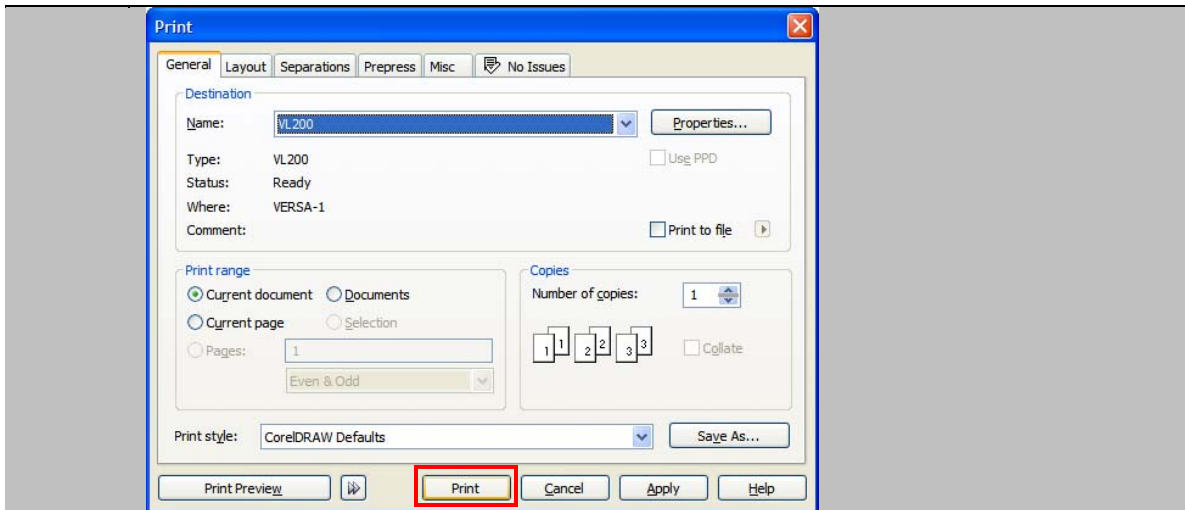 Print
General Layout Separations Prepress Misc No Issues
Destination
Name: VL200 Properties...
Type: VL200 Use PPD
Status: Ready
Where: VERSA-1
Comment: Print to file
Print range
Current document Documents
Current page Selection
Pages: 1
Even & Odd
Copies
Number of copies: 1
1 1 2 2 3 3 Collate
Print style: CorelDRAW Defaults Save As...
Print Preview Print Cancel Apply Help